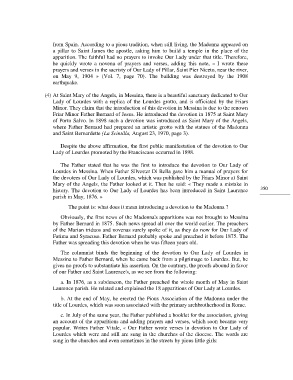 from Spain. According to a pious tradition, when still living, the Madonna appeared on
a pillar to Saint James the apostle, asking him to build a temple in the place of the
apparition. The faithful had no prayers to invoke Our Lady under that title. Therefore,
he quickly wrote a novena of prayers and verses, adding this note, « I wrote these
prayers and verses in the sacristy of Our Lady of Pillar, Saint Pier Niceto, near the river,
on May 9, 1904 » (Vol. 7, page 70). The building was destroyed by the 1908
earthquake.
(4) At Saint Mary of the Angels, in Messina, there is a beautiful sanctuary dedicated to Our
Lady of Lourdes with a replica of the Lourdes grotto, and is officiated by the Friars
Minor. They claim that the introduction of this devotion in Messina is due to the renown
Friar Minor Father Bernard of Jesus. He introduced the devotion in 1875 at Saint Mary
of Porto Salvo. In 1898 such a devotion was introduced at Saint Mary of the Angels,
where Father Bernard had prepared an artistic grotto with the statues of the Madonna
and Saint Bernardette (La Scintilla, August 23, 1970, page 3).
Despite the above affirmation, the first public manifestation of the devotion to Our
Lady of Lourdes promoted by the Franciscans occurred in 1898.
The Father stated that he was the first to introduce the devotion to Our Lady of
Lourdes in Messina. When Father Silvester Di Bella gave him a manual of prayers for
the devotees of Our Lady of Lourdes, which was published by the Friars Minor at Saint
Mary of the Angels, the Father looked at it. Then he said: « They made a mistake in
history. The devotion to Our Lady of Lourdes has been introduced in Saint Laurence
parish in May, 1876. »
The point is: what does it mean introducing a devotion to the Madonna ?
Obviously, the first news of the Madonna's apparitions was not brought to Messina
by Father Bernard in 1875. Such news spread all over the world earlier. The preachers
of the Marian triduns and novenas surely spoke of it, as they do now for Our Lady of
Fatima and Syracuse. Father Bernard probably spoke and preached it before 1875. The
Father was spreading this devotion when he was fifteen years old.
The columnist binds the beginning of the devotion to Our Lady of Lourdes in
Messina to Father Bernard, when he came back from a pilgrimage to Lourdes. But, he
gives no proofs to substantiate his assertion. On the contrary, the proofs abound in favor
of our Father and Saint Laurence's, as we see from the following:
a. In 1876, as a subdeacon, the Father preached the whole month of May in Saint
Laurence parish. He related and explained the 18 apparitions of Our Lady at Lourdes.
b. At the end of May, he erected the Pious Association of the Madonna under the
title of Lourdes, which was soon associated with the primary archbrotherhood in Rome.
c. In July of the same year, the Father published a booklet for the association, giving
an account of the apparitions and adding prayers and verses, which soon became very
popular. Writes Father Vitale, « Our Father wrote verses in devotion to Our Lady of
Lourdes which were and still are sung in the churches of the diocese. The words are
sung in the churches and even sometimes in the streets by pious little girls